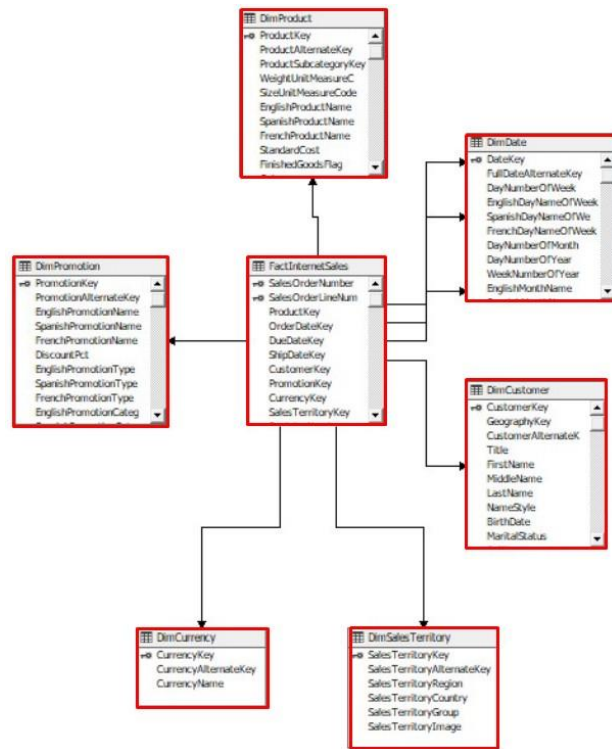 DimProduct
ProductKey
ProductAlternateKey
ProductSubcategoryKey
WeightUnitMeasureC
SizeUnitMeasureCode
EnglishProductName
SpanishProductName
FrenchProductName
StandardCost
FinishedGoodsFlag
DimDate
DateKey
FullDateAlternateKey
DayNumberOfWeek
EnglishDayNameOfWeek
SpanishDayNameOfWe
FrenchDayNameOfWeek
DayNumberOfMonth
DayNumberOfYear
WeekNumberOfYear
EnglishMonthName
DimPromotion
PromotionKey
PromotionAlternateKey
EnglishPromotionName
SpanishPromotionName
FrenchPromotionName
DiscountPct
EnglishPromotionType
SpanishPromotionType
FrenchPromotionType
EnglishPromotionCateg
FactInternetSales
SalesOrderNumber
SalesOrderLineNum
ProductKey
OrderDateKey
DueDateKey
ShipDateKey
CustomerKey
PromotionKey
CurrencyKey
SalesTerritoryKey
DimCustomer
CustomerKey
GeographyKey
CustomerAlternateK
Title
FirstName
MiddleName
LastName
NameStyle
BirthDate
MaritalStatus
DimCurrency
CurrencyKey
CurrencyAlternateKey
CurrencyName
DimSalesTerritory
SalesTerritoryKey
SalesTerritoryAlternateKey
SalesTerritoryRegion
SalesTerritoryCountry
SalesTerritoryGroup
SalesTerritoryImage